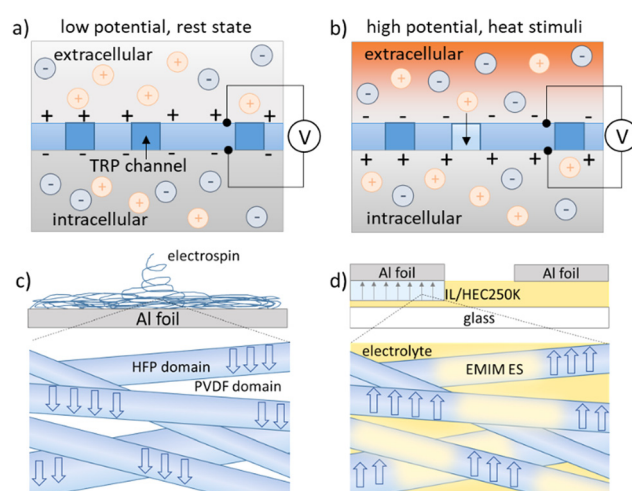 a) low potential, rest state
extracellular
- - + + - - + + - + +
+ + + + + +
V
- - - - -
TRP channel
- + - - + - + + - + -
intracellular
b) high potential, heat stimuli
extracellular
- - + + - - + + - +
- - - - - -
V
+ + + + + +
- + + - + - + + - + -
intracellular
c)
electrospin
Al foil
HFP domain
PVDF domain
d)
Al foil
Al foil
IL/HEC250K
glass
electrolyte
EMIM ES